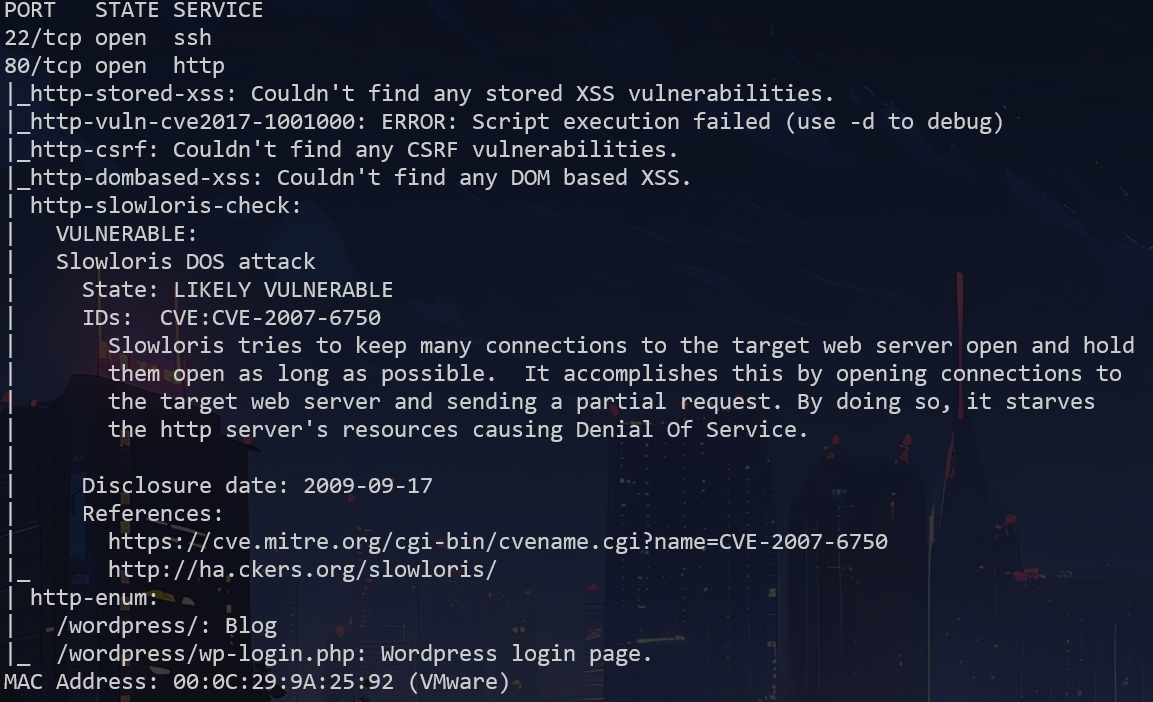 PORT   STATE SERVICE
22/tcp open  ssh
80/tcp open  http
|_http-stored-xss: Couldn't find any stored XSS vulnerabilities.
|_http-vuln-cve2017-1001000: ERROR: Script execution failed (use -d to debug)
|_http-csrf: Couldn't find any CSRF vulnerabilities.
|_http-dombased-xss: Couldn't find any DOM based XSS.
| http-slowloris-check:
|   VULNERABLE:
|   Slowloris DOS attack
|     State: LIKELY VULNERABLE
|     IDs:  CVE:CVE-2007-6750
|       Slowloris tries to keep many connections to the target web server open and hold
|       them open as long as possible.  It accomplishes this by opening connections to
|       the target web server and sending a partial request. By doing so, it starves
|       the http server's resources causing Denial Of Service.
|
|     Disclosure date: 2009-09-17
|     References:
|       https://cve.mitre.org/cgi-bin/cvename.cgi?name=CVE-2007-6750
|_      http://ha.ckers.org/slowloris/
| http-enum:
|   /wordpress/: Blog
|_  /wordpress/wp-login.php: Wordpress login page.
MAC Address: 00:0C:29:9A:25:92 (VMware)